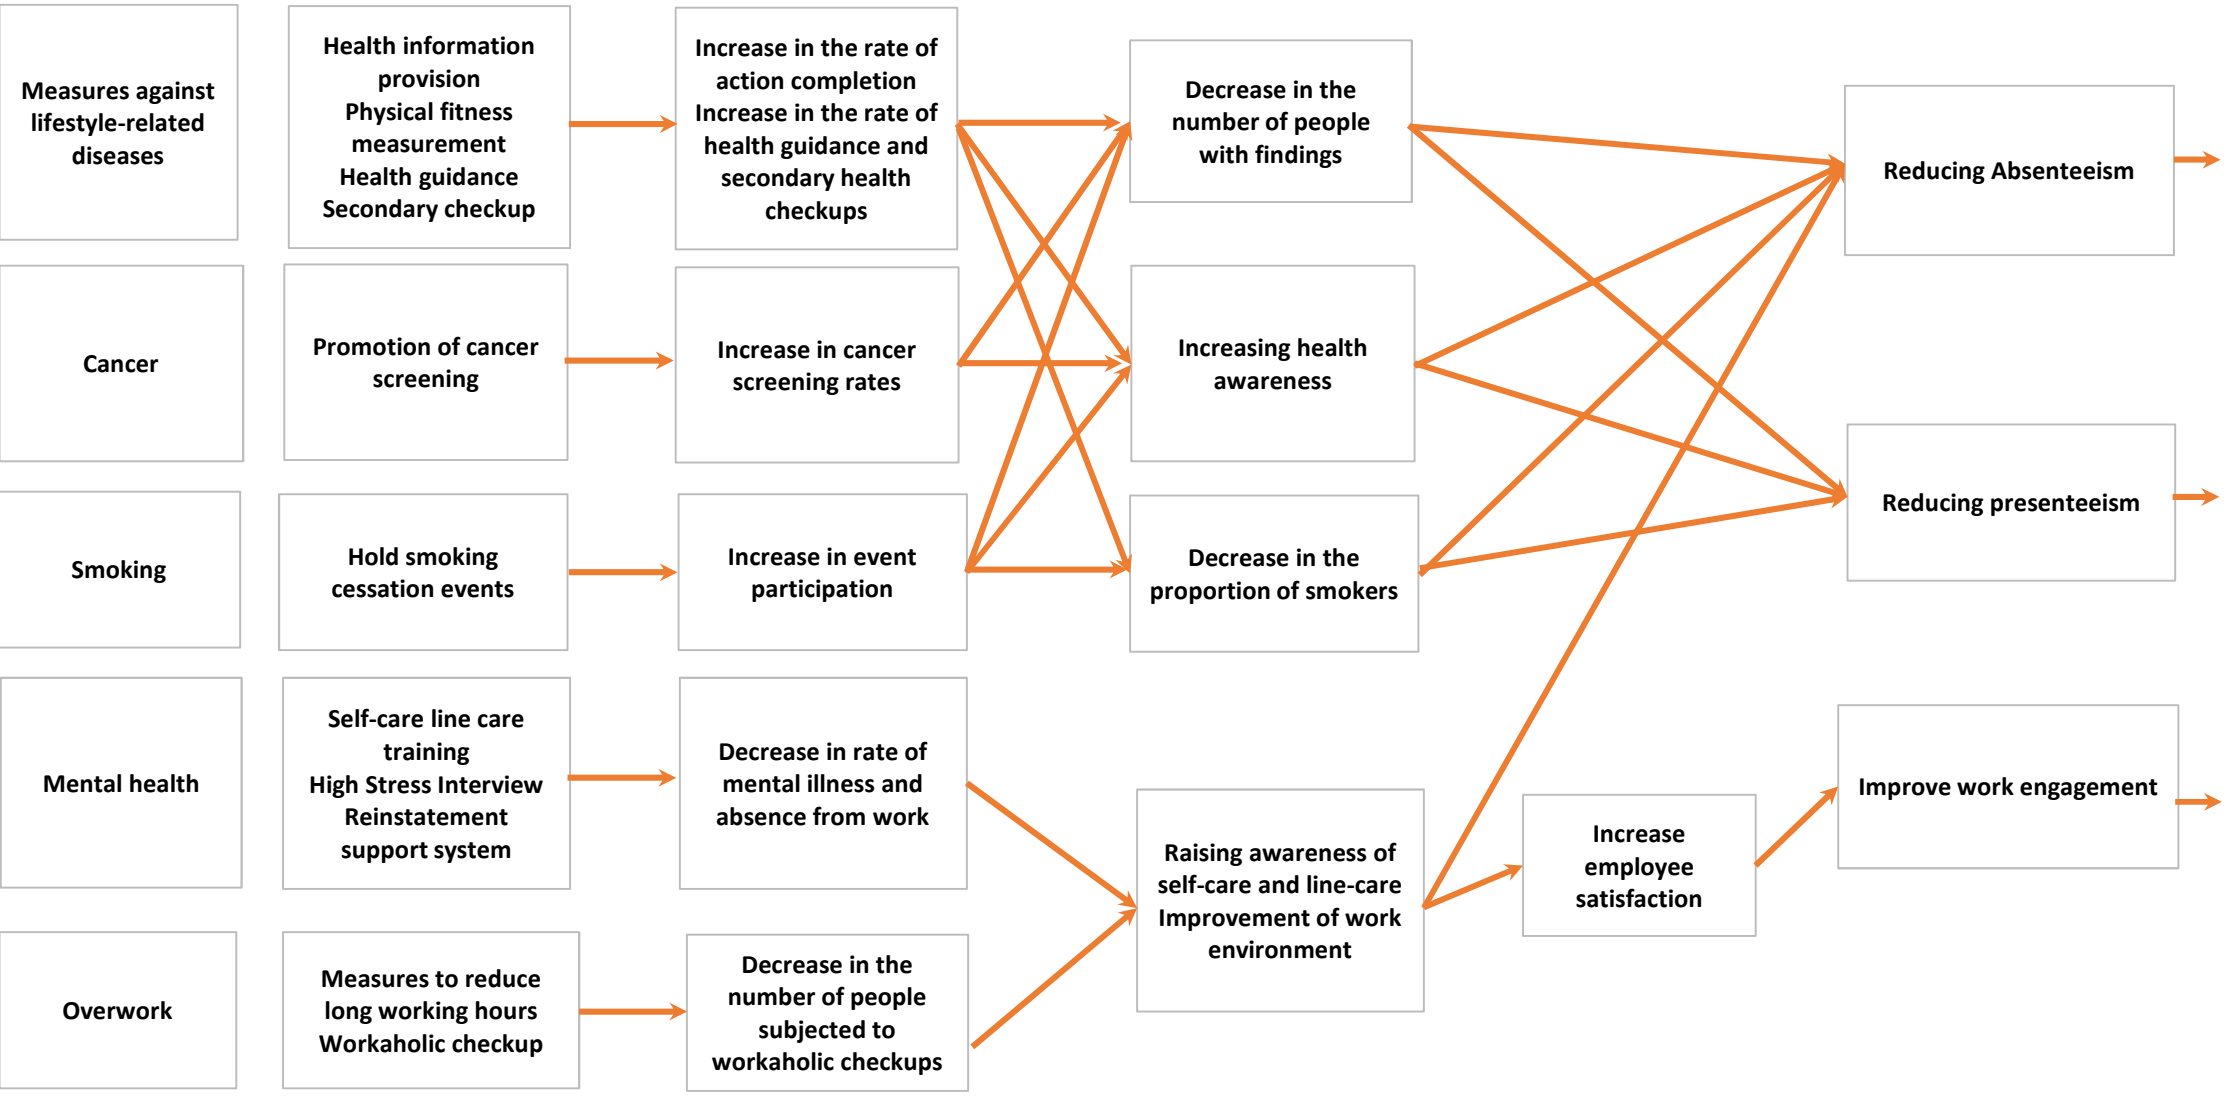 Measures against
lifestyle-related
diseases
Health information
provision
Physical fitness
measurement
Health guidance
Secondary checkup
Increase in the rate of
action completion
Increase in the rate of
health guidance and
secondary health
checkups
Decrease in the
number of people
with findings
Reducing Absenteeism
Cancer
Promotion of cancer
screening
Increase in cancer
screening rates
Increasing health
awareness
Reducing presenteeism
Smoking
Hold smoking
cessation events
Increase in event
participation
Decrease in the
proportion of smokers
Mental health
Self-care line care
training
High Stress Interview
Reinstatement
support system
Decrease in rate of
mental illness and
absence from work
Raising awareness of
self-care and line-care
Improvement of work
environment
Increase
employee
satisfaction
Improve work engagement
Overwork
Measures to reduce
long working hours
Workaholic checkup
Decrease in the
number of people
subjected to
workaholic checkups